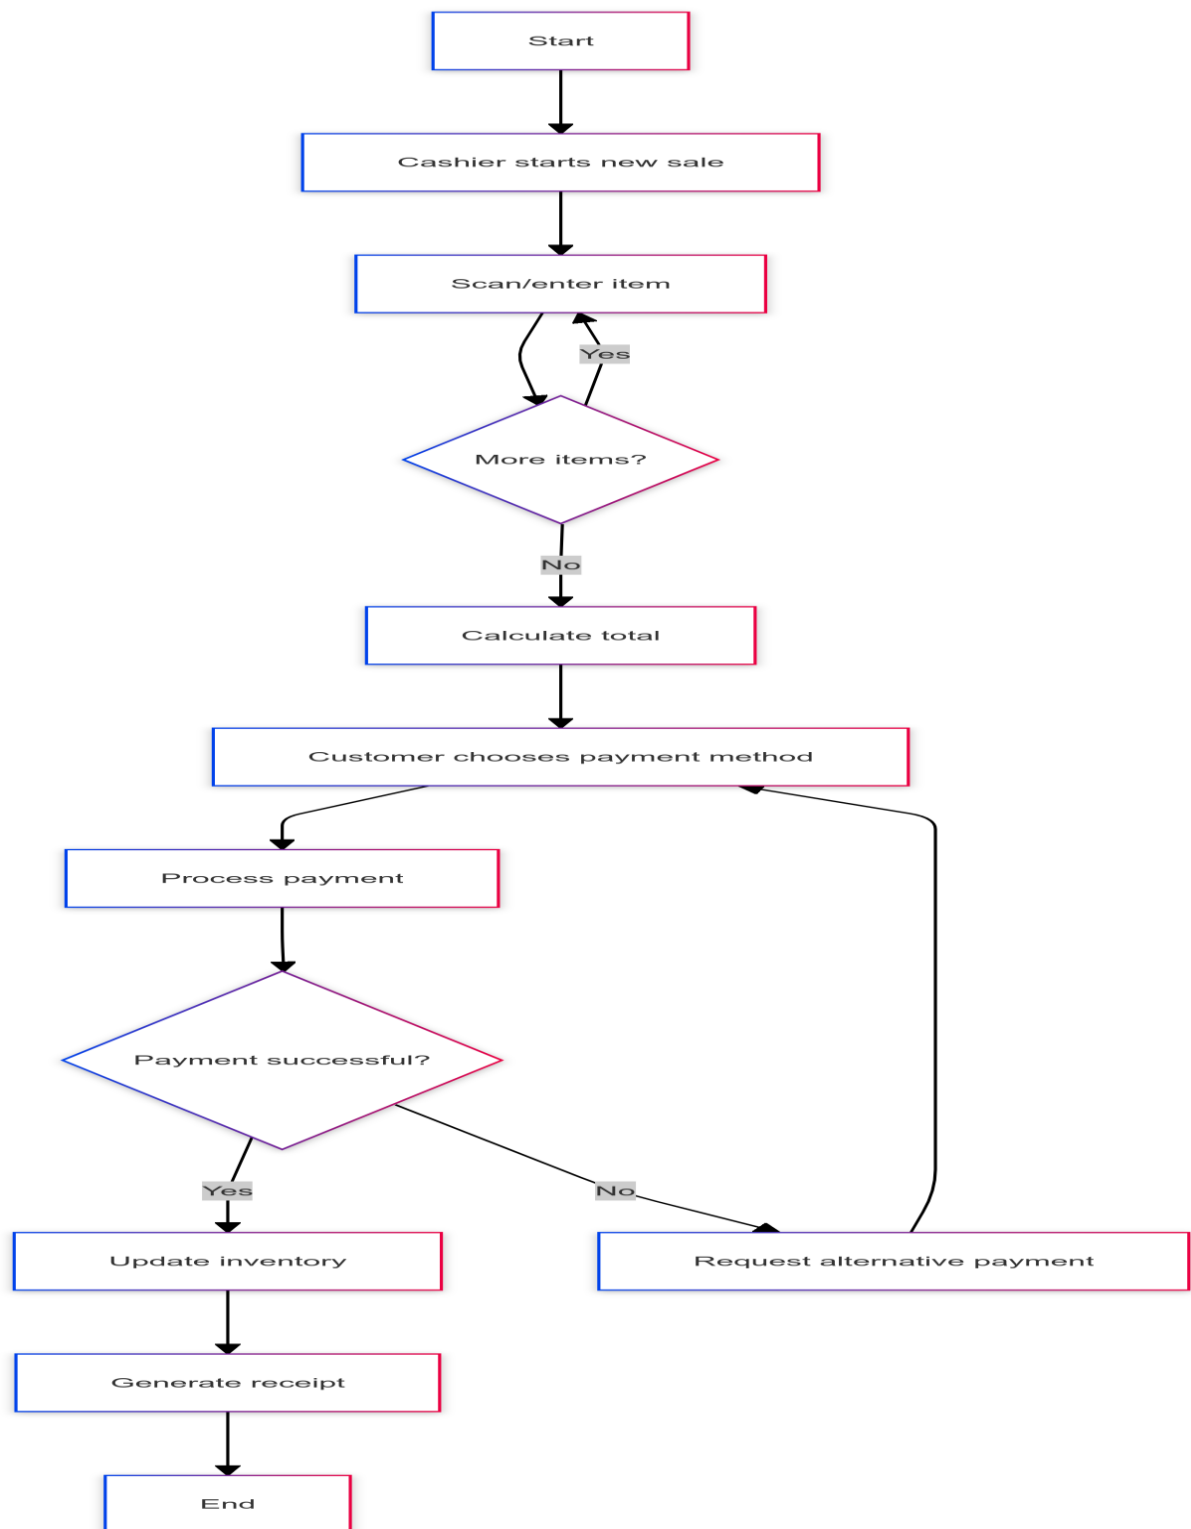 Start
Cashier starts new sale
Scan/enter item
Yes
More items?
No
Calculate total
Customer chooses payment method
Process payment
Payment successful?
Yes
No
Update inventory
Request alternative payment
Generate receipt
End